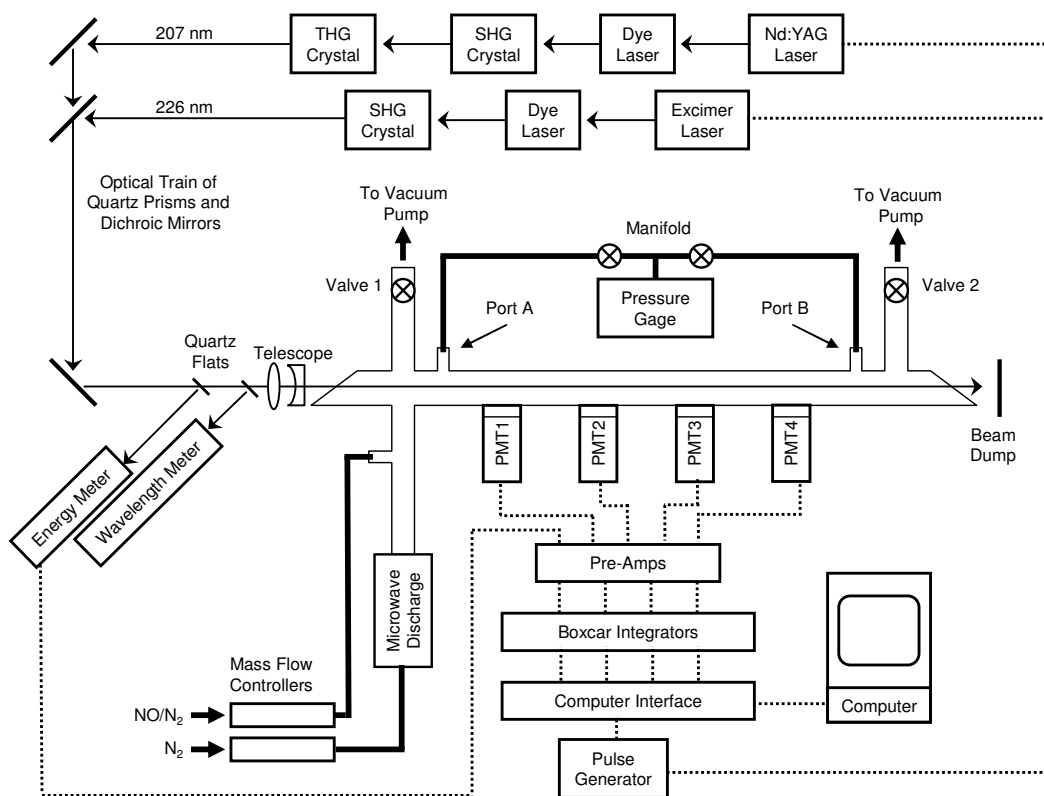 207 nm
THG
Crystal
SHG
Crystal
Dye
Laser
Nd:YAG
Laser
226 nm
SHG
Crystal
Dye
Laser
Excimer
Laser
Optical Train of
Quartz Prisms and
Dichroic Mirrors
To Vacuum
Pump
Manifold
To Vacuum
Pump
Valve 1
Pressure
Gage
Valve 2
Port A
Port B
Quartz
Flats
Telescope
Beam
Dump
PMT1
PMT2
PMT3
PMT4
Energy Meter
Wavelength Meter
Pre-Amps
Microwave
Discharge
Boxcar Integrators
Mass Flow
Controllers
Computer Interface
Computer
NO/N2
N2
Pulse
Generator